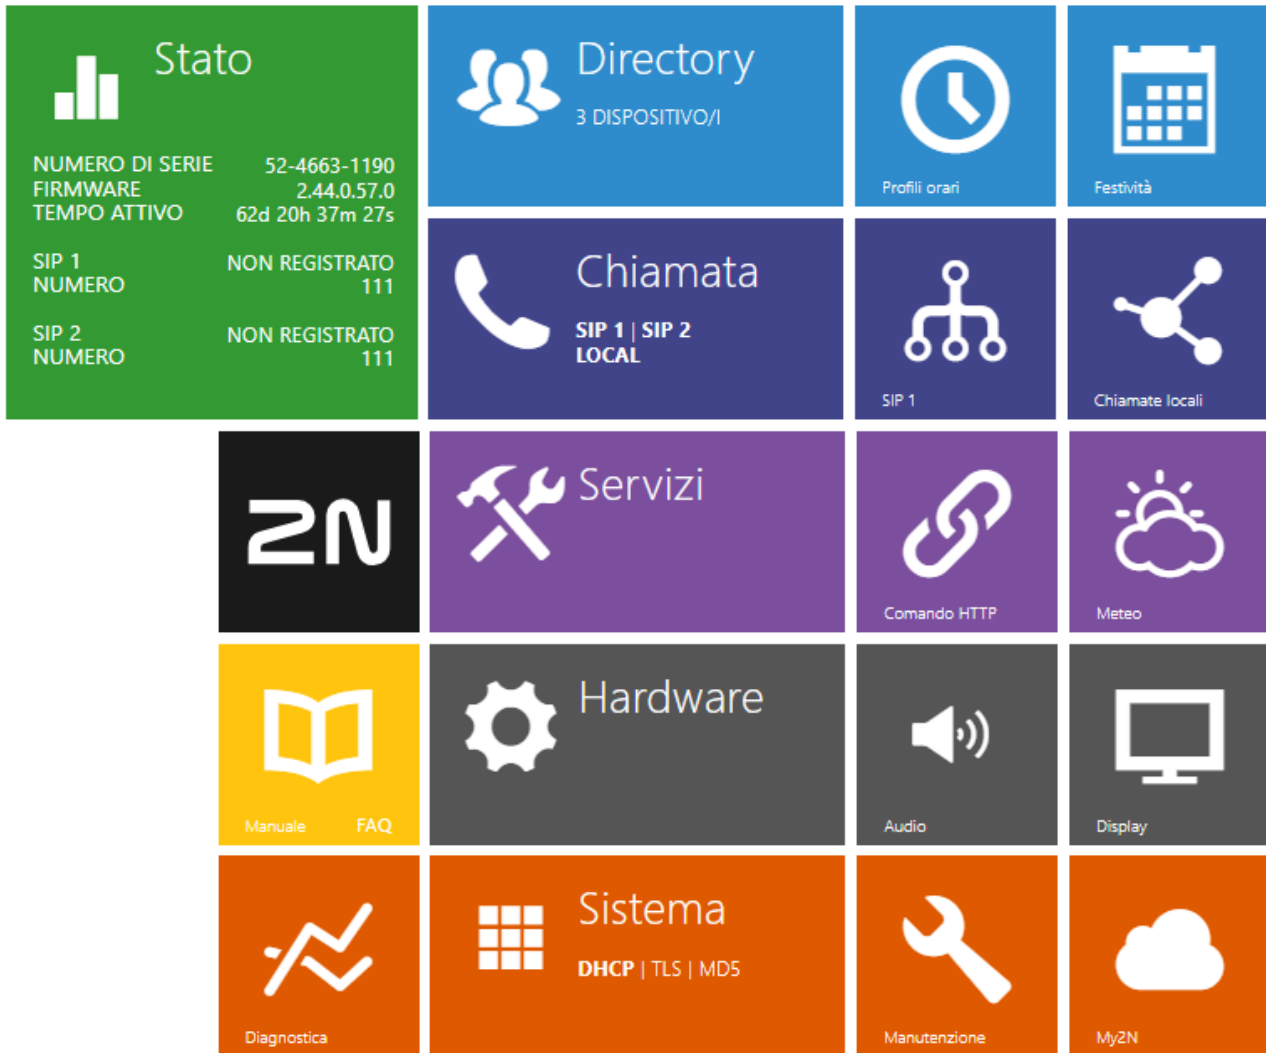 Stato
NUMERO DI SERIE 52-4663-1190
FIRMWARE 2.44.0.57.0
TEMPO ATTIVO 62d 20h 37m 27s
SIP 1 NON REGISTRATO
NUMERO 111
SIP 2 NON REGISTRATO
NUMERO 111
Directory
3 DISPOSITIVO/I
Profili orari
Festività
Chiamata
SIP 1 | SIP 2
LOCAL
SIP 1
Chiamate locali
2N
Servizi
Comando HTTP
Meteo
Manuale FAQ
Hardware
Audio
Display
Diagnostica
Sistema
DHCP | TLS | MD5
Manutenzione
My2N